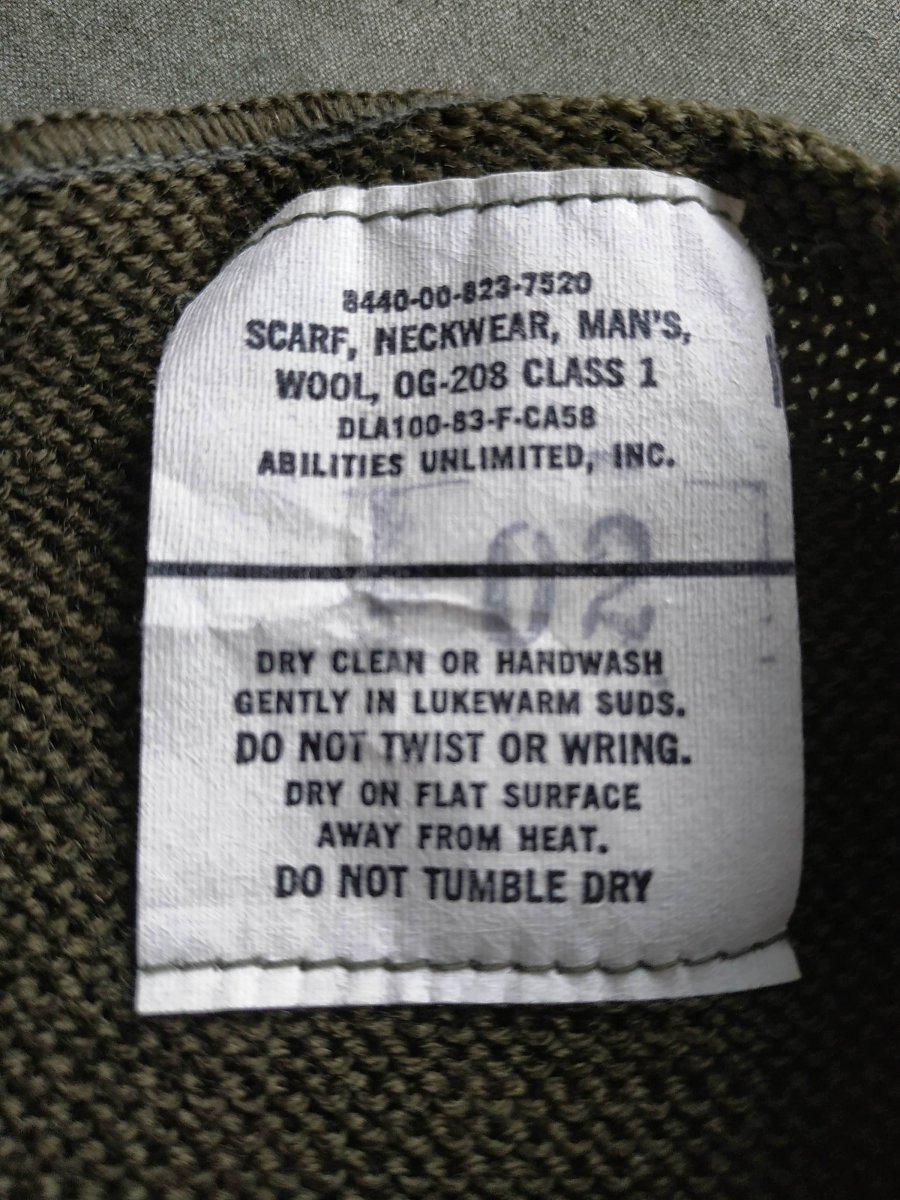 8440-00-823-7520
SCARF, NECKWEAR, MAN'S,
WOOL, OG-208 CLASS 1
DLA100-83-F-CA58
ABILITIES UNLIMITED, INC.
02
DRY CLEAN OR HANDWASH
GENTLY IN LUKEWARM SUDS.
DO NOT TWIST OR WRING.
DRY ON FLAT SURFACE
AWAY FROM HEAT.
DO NOT TUMBLE DRY